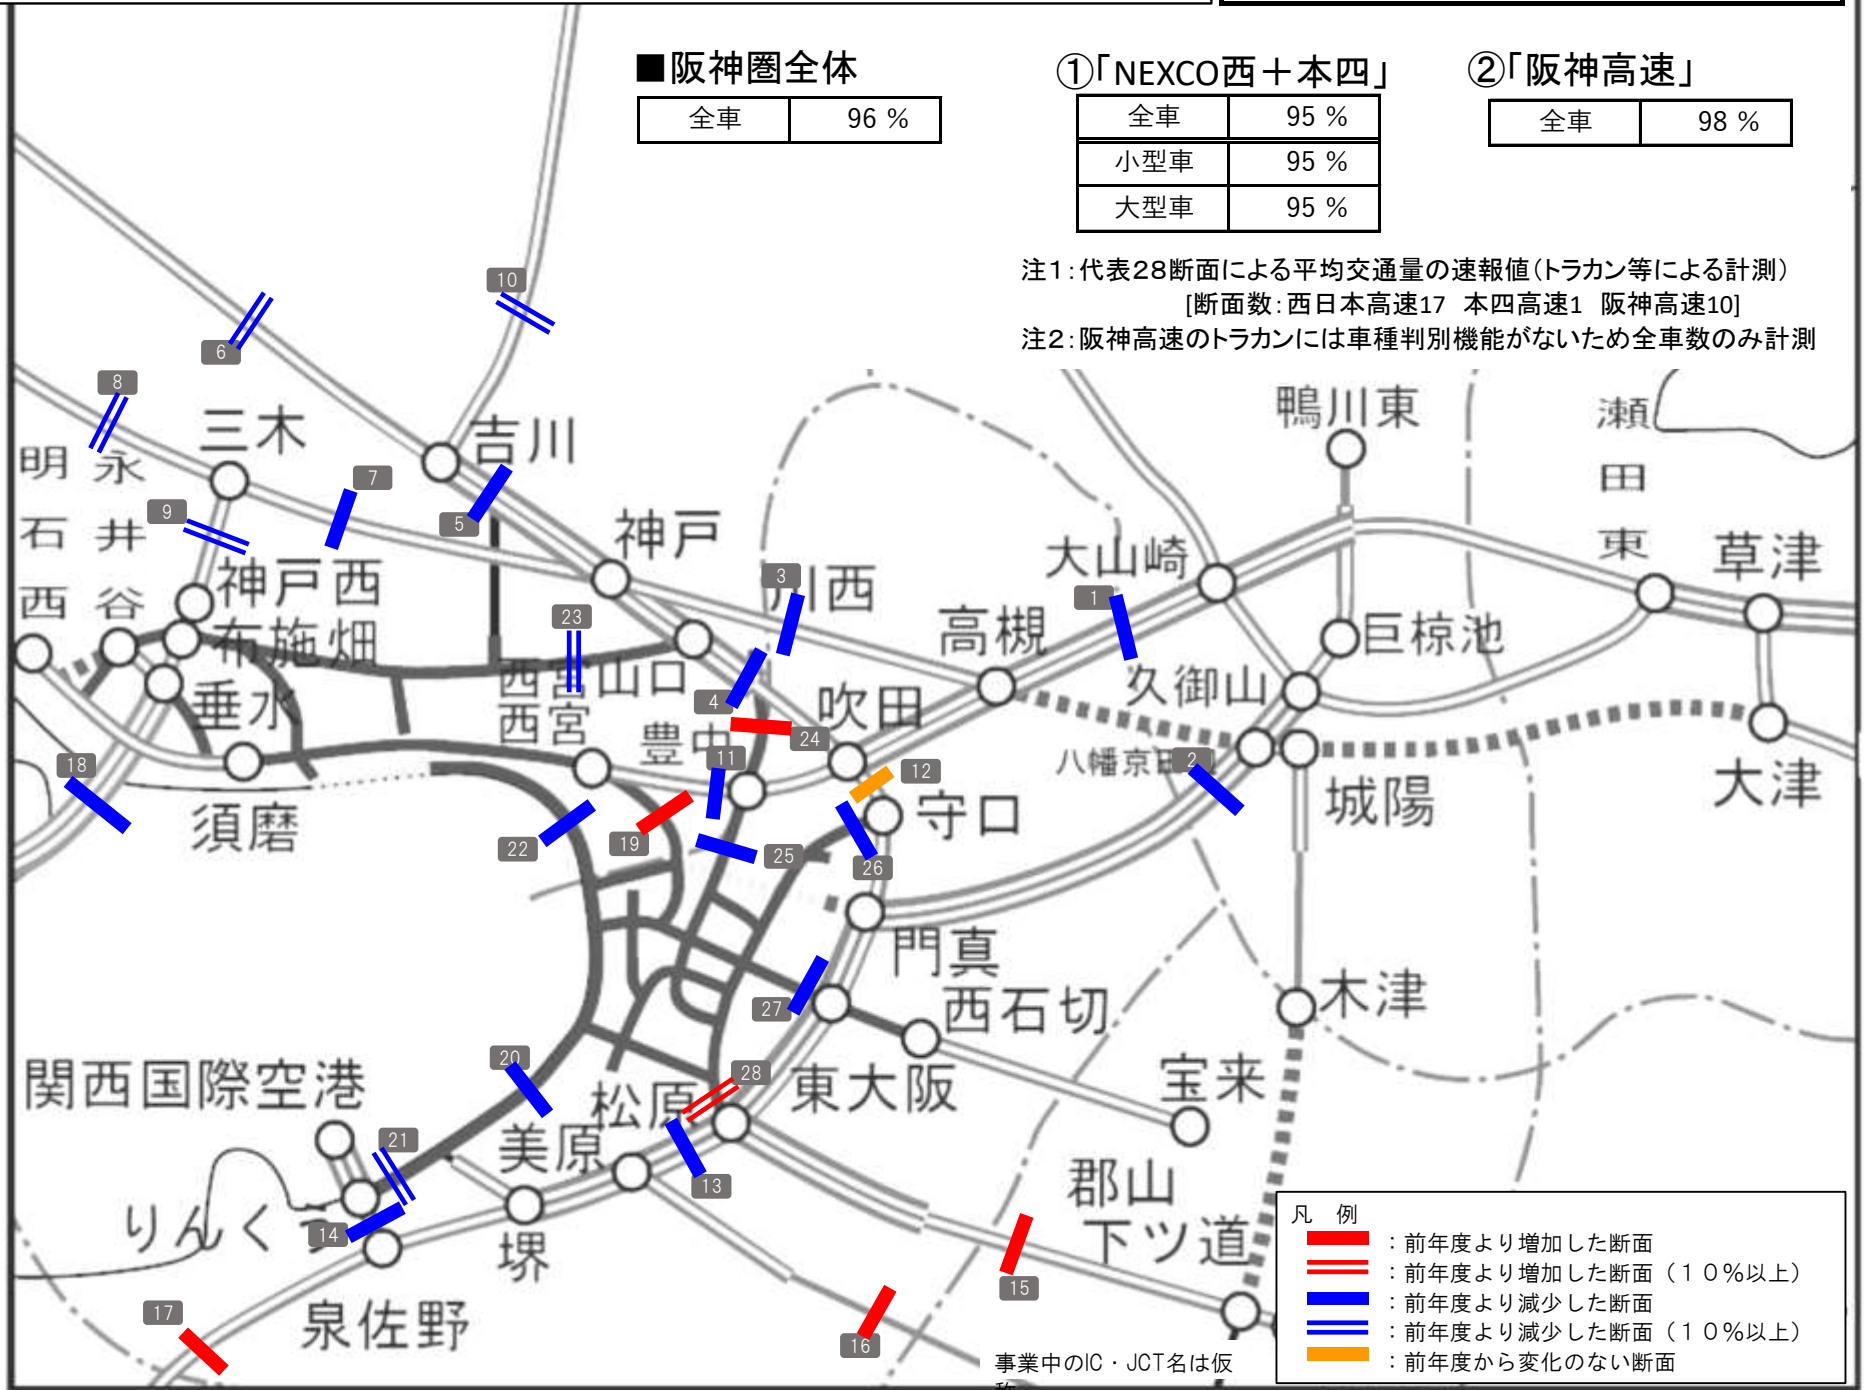 ■阪神圏全体
全車 96 %
①「NEXCO西＋本四」
全車 95 %
小型車 95 %
大型車 95 %
②「阪神高速」
全車 98 %
注1：代表28断面による平均交通量の速報値（トラカン等による計測）
[断面数：西日本高速17 本四高速1 阪神高速10]
注2：阪神高速のトラカンには車種判別機能がないため全車数のみ計測
10
6
8
三木
吉川
鴨川東
瀬田東
明石西
永井谷
7
9
5
神戸
大山崎
草津
神戸西
3
川西
1
23
高槻
布施畑
巨椋池
西宮山口
久御山
垂水
4
吹田
西宮
豊中
24
18
11
12
2
大津
須磨
守口
城陽
22
19
25
26
門真
27
西石切
木津
関西国際空港
20
28
宝来
松原
東大阪
21
美原
13
郡山下ツ道
りんくう
14
堺
15
17
泉佐野
16
事業中のIC・JCT名は仮
凡 例
：前年度より増加した断面
：前年度より増加した断面（１０％以上）
：前年度より減少した断面
：前年度より減少した断面（１０％以上）
：前年度から変化のない断面